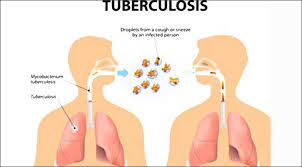 TUBERCULOSIS
Droplets from a cough or sneeze
by an infected person
Mycobacterium
tuberculosis
Tuberculosis